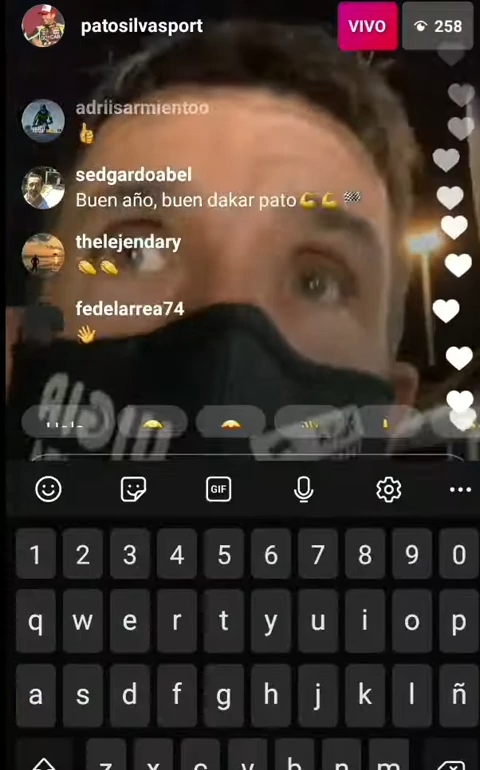 patosilvasport
VIVO
258
adriisarmientoo
👍
sedgardoabel
Buen año, buen dakar pato💪💪🏁
thelejendary
👏👏
fedelarrea74
👋
GIF
1 2 3 4 5 6 7 8 9 0
q w e r t y u i o p
a s d f g h j k l ñ
z x c v b n m